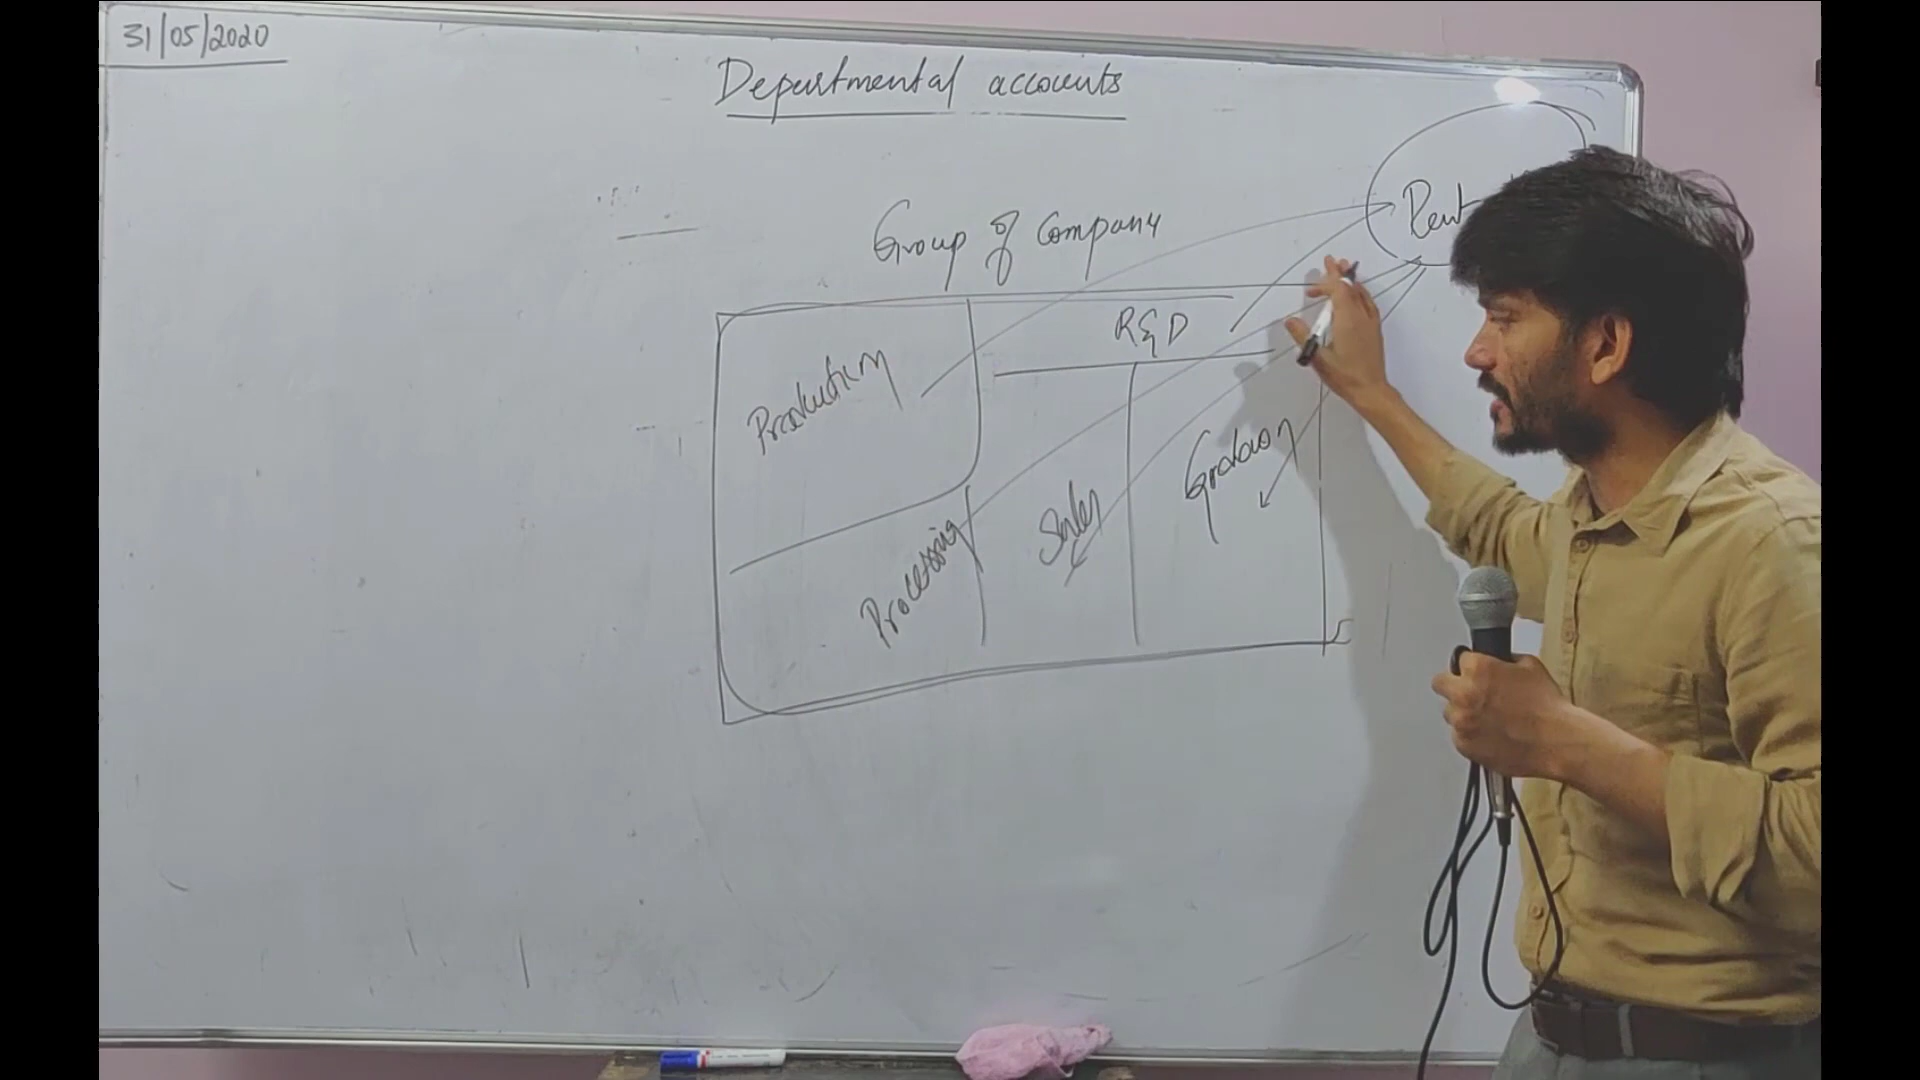 31/05/2020
Departmental accounts
Group of Company
Rent
R & D
Production
Processing
Sales
Godown